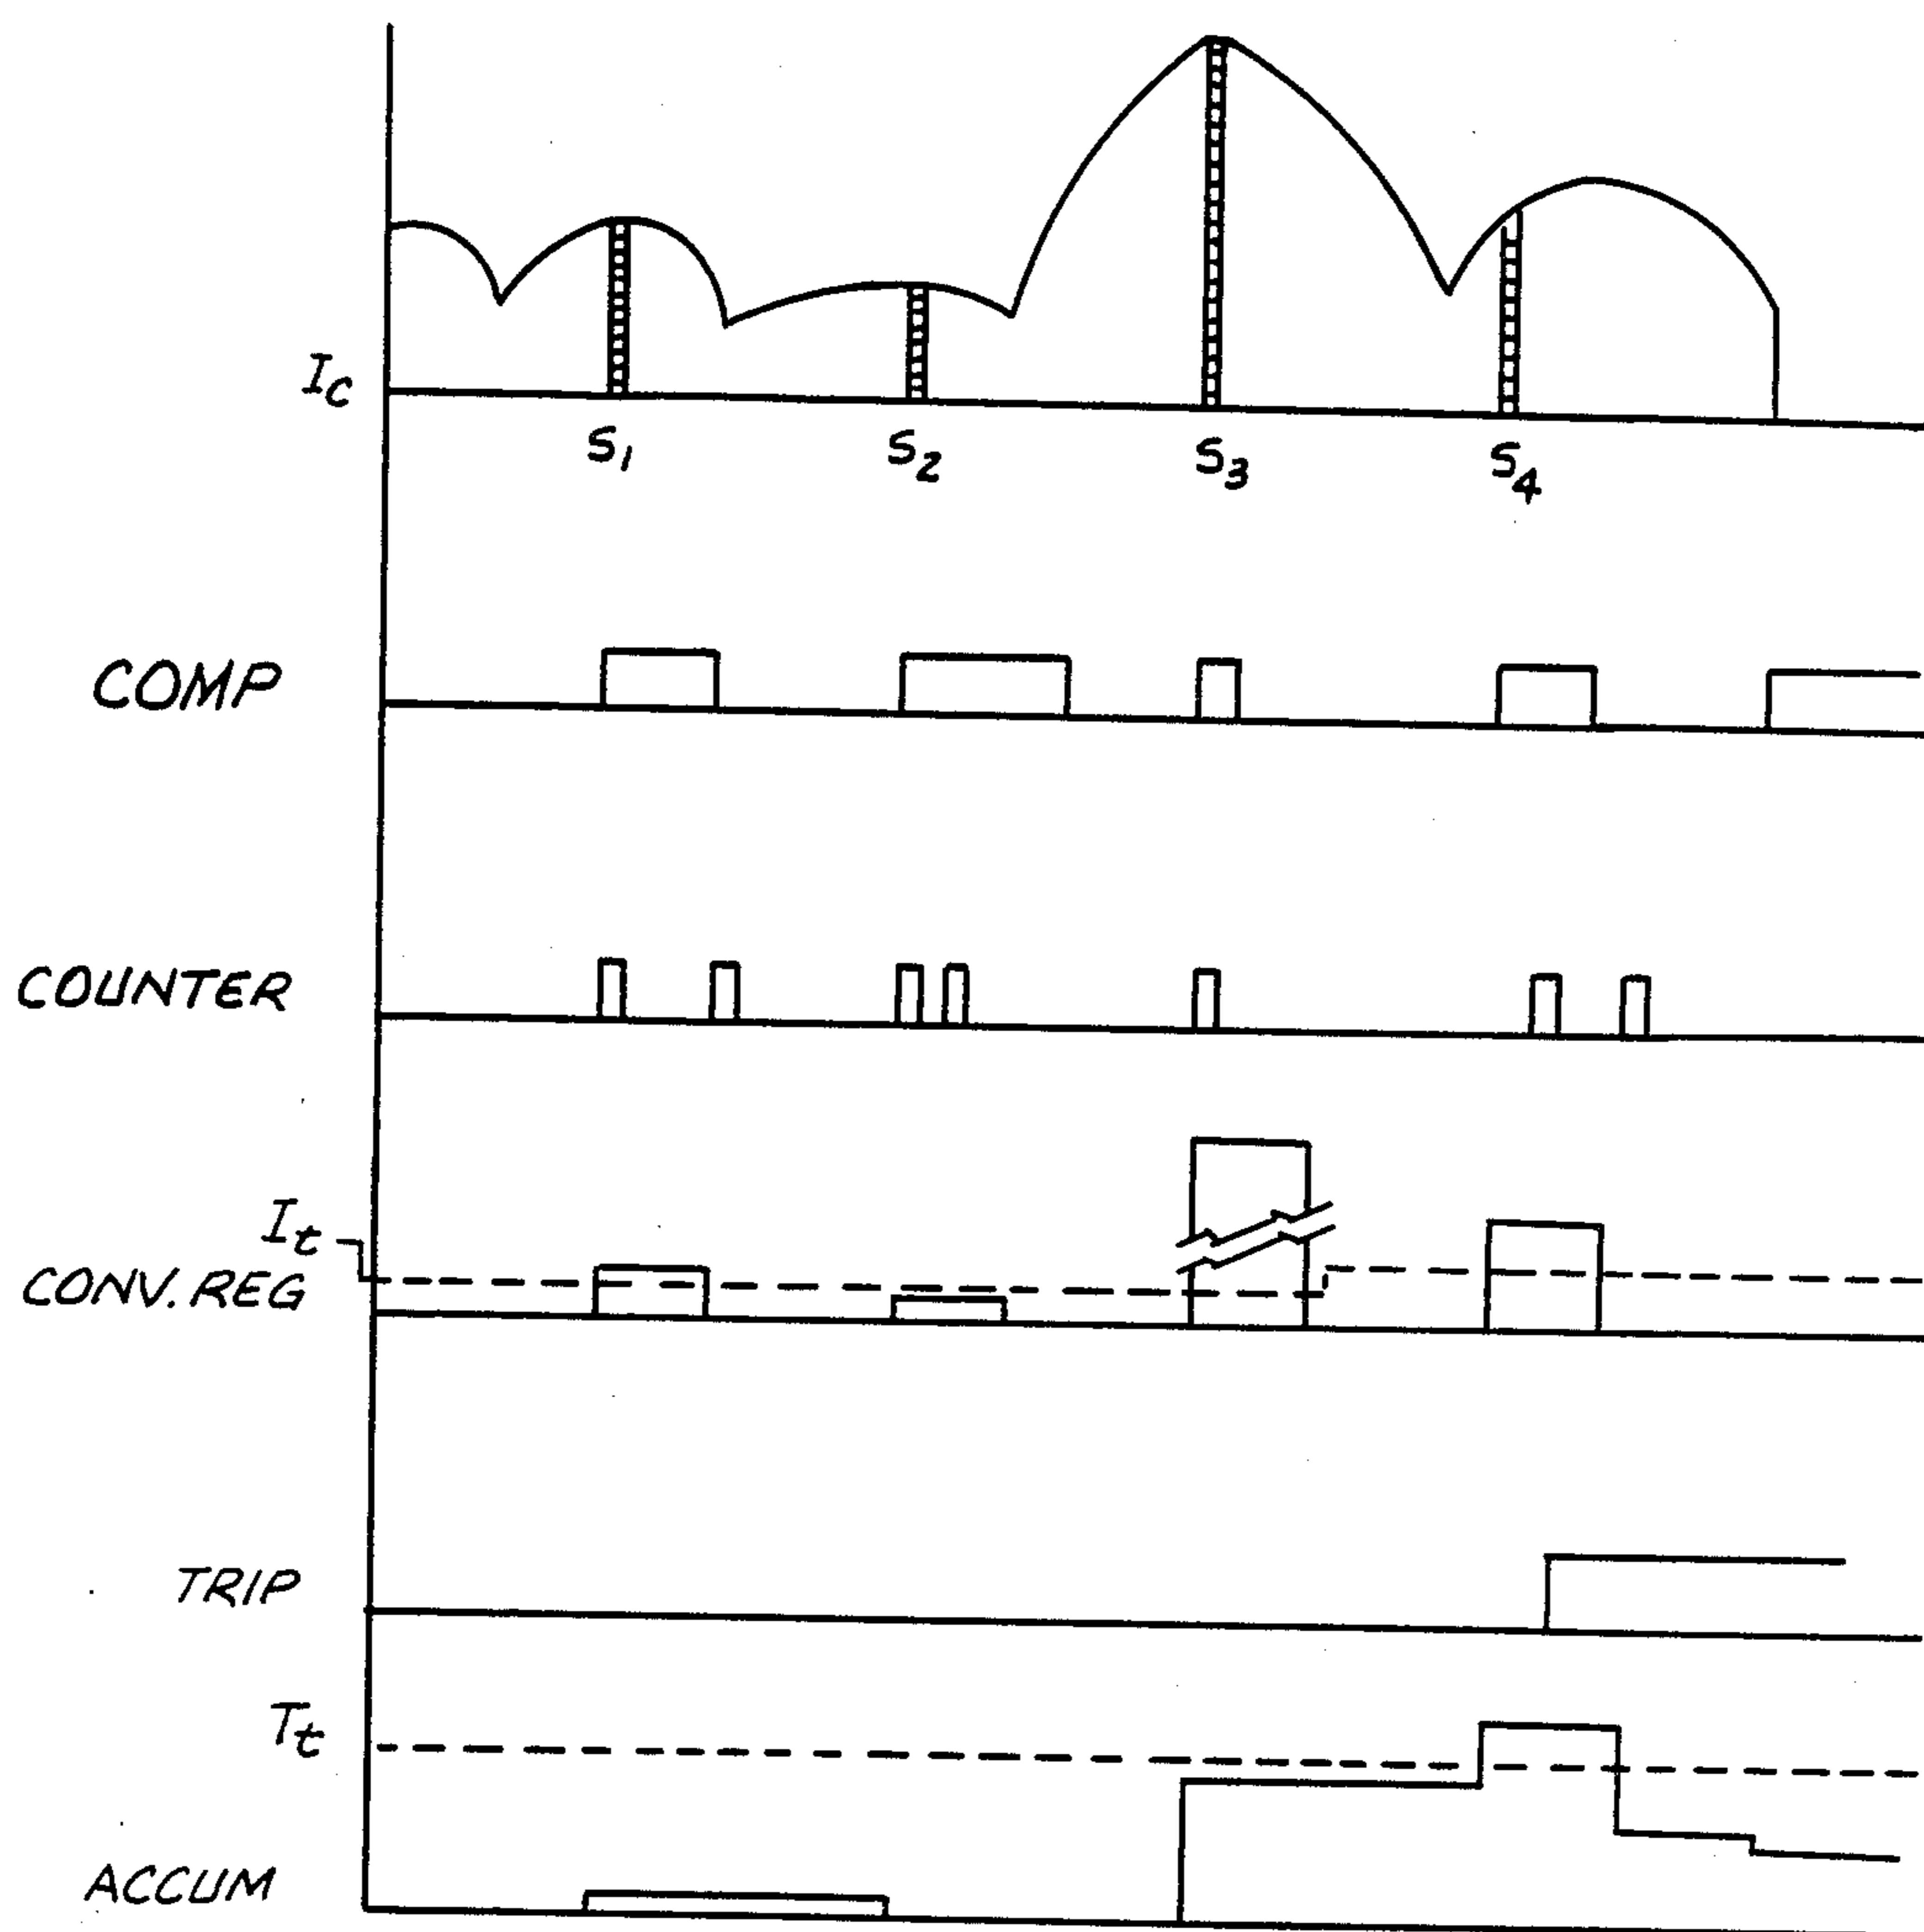 I_C
S_1 S_2 S_3 S_4
COMP
COUNTER
I_t
CONV. REG
TRIP
T_t
ACCUM